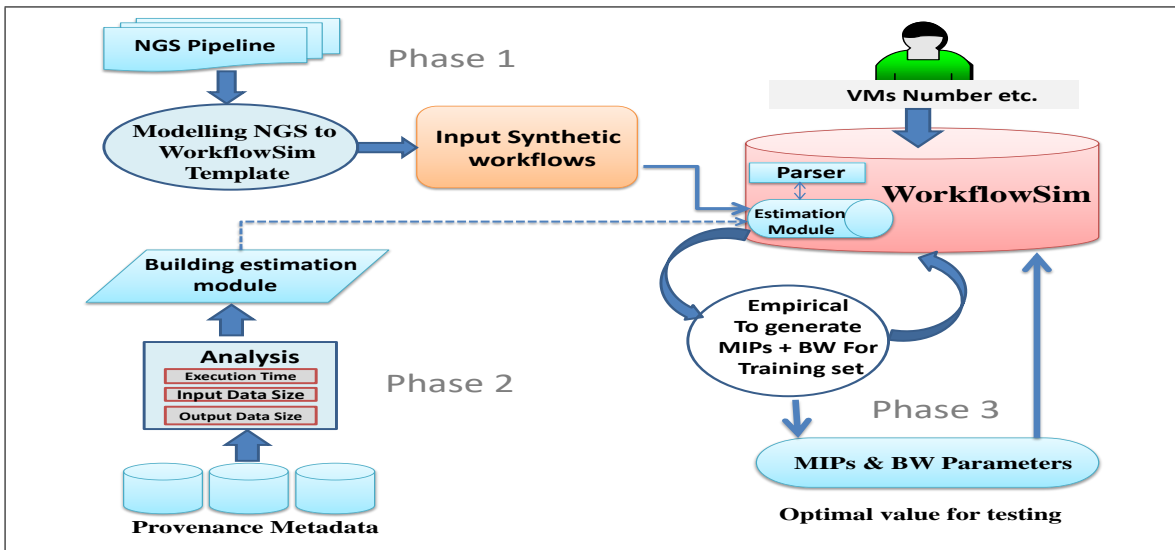 NGS Pipeline
Phase 1
Modelling NGS to
WorkflowSim
Template
Input Synthetic
workflows
VMs Number etc.
Parser
WorkflowSim
Estimation
Module
Building estimation
module
Analysis
Execution Time
Input Data Size
Output Data Size
Phase 2
Provenance Metadata
Empirical
To generate
MIPs + BW For
Training set
Phase 3
MIPs & BW Parameters
Optimal value for testing